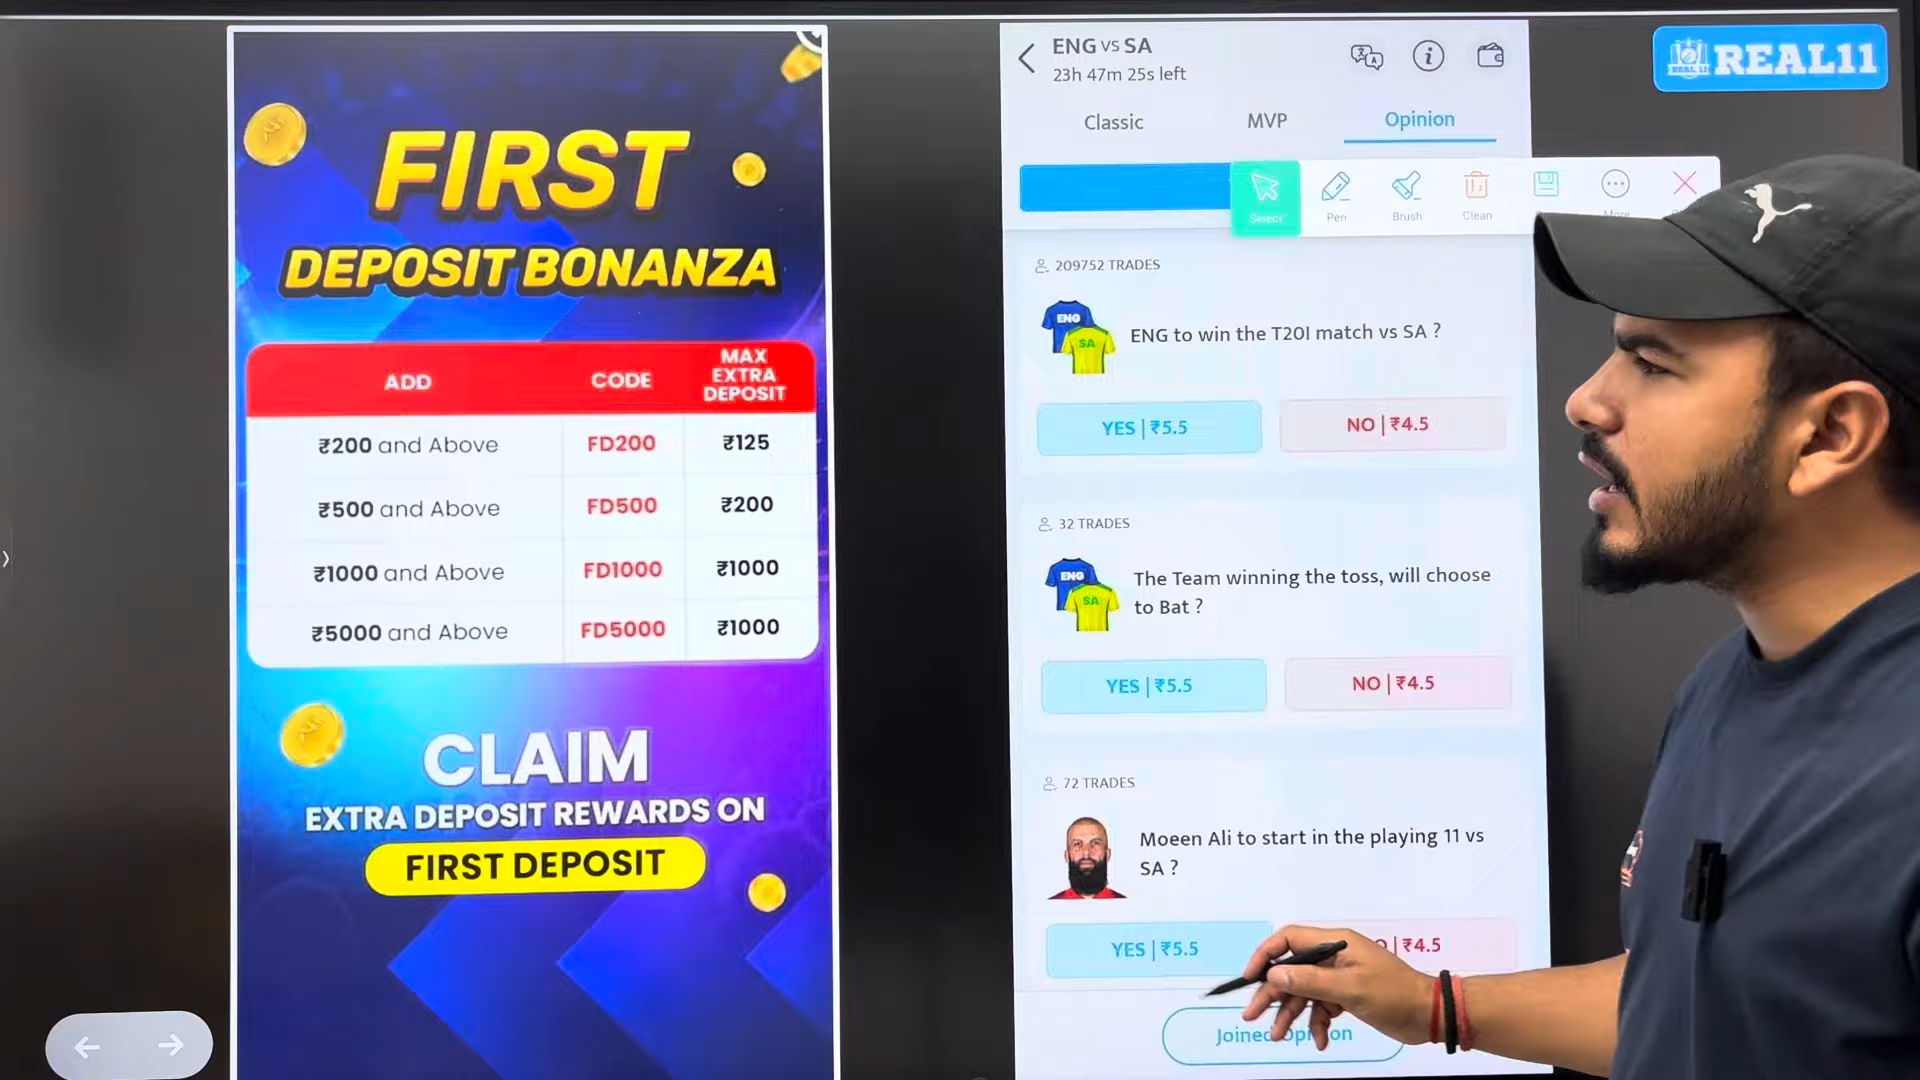 FIRST
DEPOSIT BONANZA
ADD CODE MAX EXTRA DEPOSIT
₹200 and Above FD200 ₹125
₹500 and Above FD500 ₹200
₹1000 and Above FD1000 ₹1000
₹5000 and Above FD5000 ₹1000
CLAIM
EXTRA DEPOSIT REWARDS ON
FIRST DEPOSIT
ENG VS SA
23h 47m 25s left
Classic MVP Opinion
Select Pen Brush Clean
209752 TRADES
ENG
SA
ENG to win the T20I match vs SA ?
YES | ₹5.5 NO | ₹4.5
32 TRADES
ENG
SA
The Team winning the toss, will choose
to Bat ?
YES | ₹5.5 NO | ₹4.5
72 TRADES
Moeen Ali to start in the playing 11 vs
SA ?
YES | ₹5.5 | ₹4.5
Joined Opinion
REAL 11
REAL11